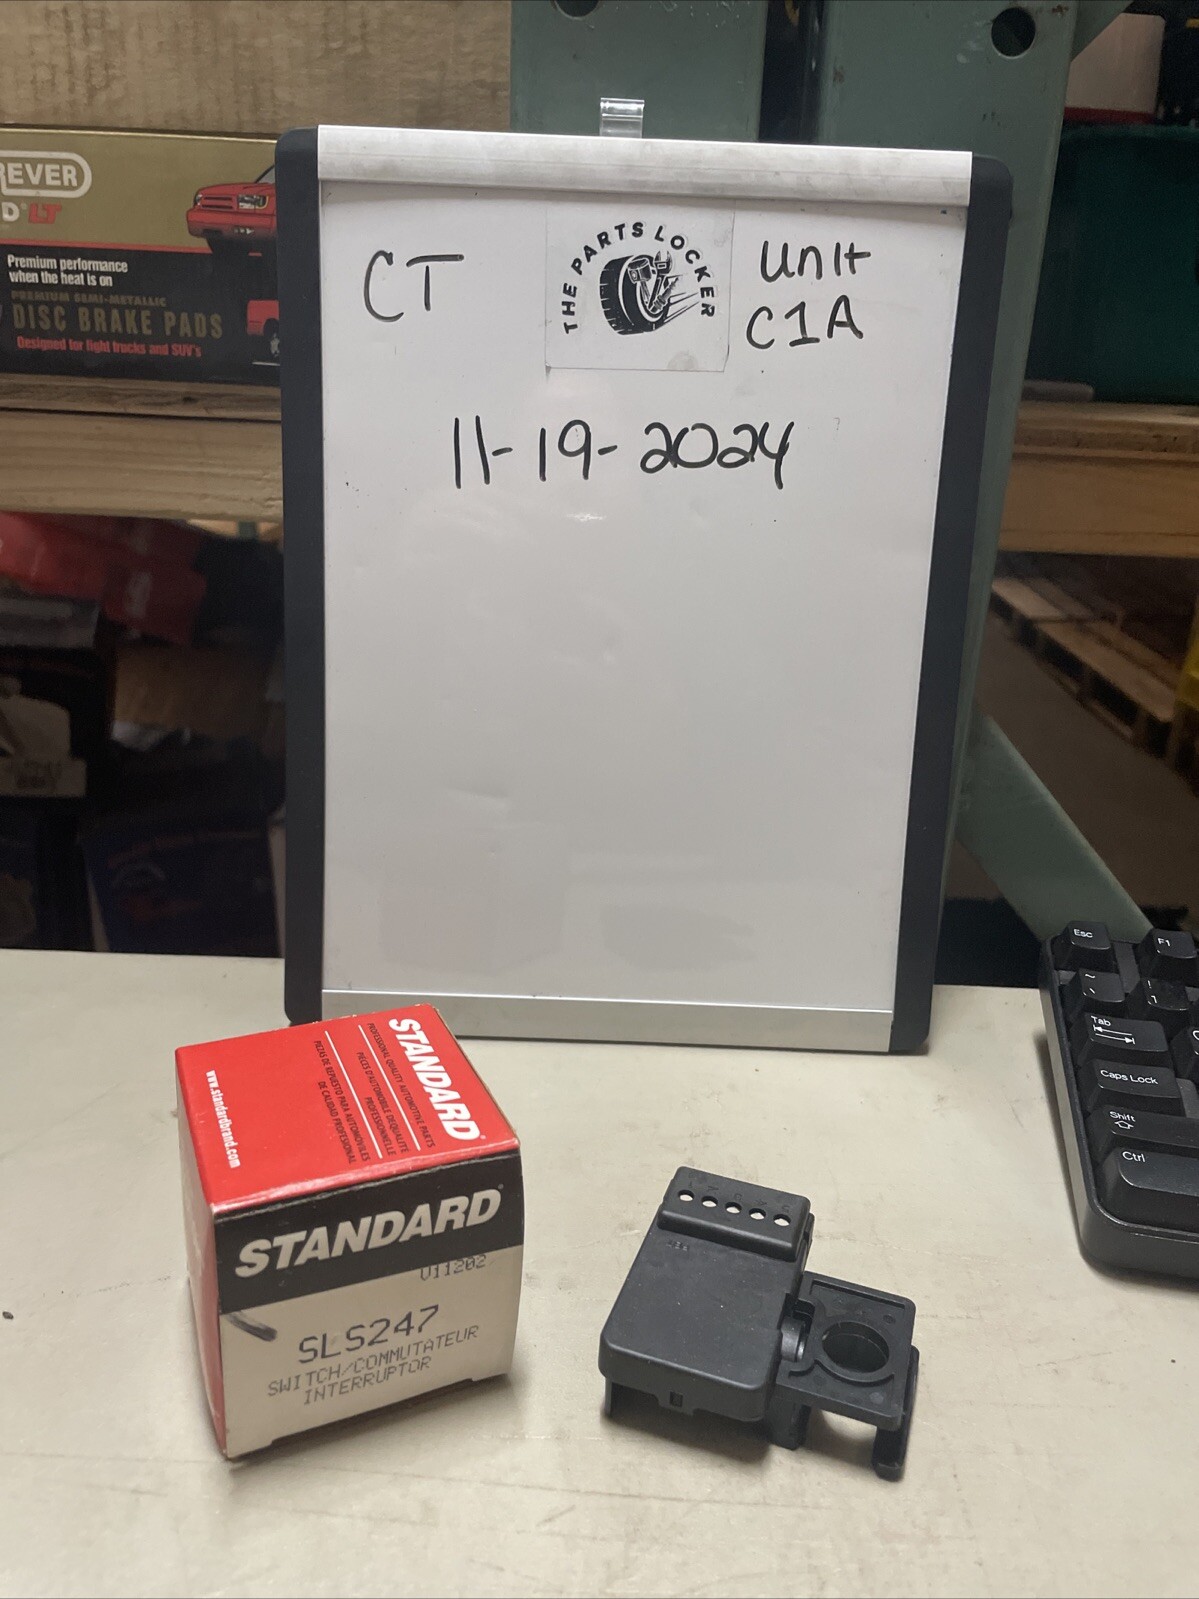 REVER
D LT
Premium performance
when the heat is on
PREMIUM SEMI-METALLIC
DISC BRAKE PADS
Designed for light trucks and SUV's
CT
THE PARTS LOCKER
Unit
C1A
11-19-2024
STANDARD®
PROFESSIONAL QUALITY AUTOMOTIVE PARTS
PIÈCES D'AUTOMOBILE DE QUALITÉ
PROFESSIONNELLE
PIEZAS DE REPUESTO PARA AUTOMÓVILES
DE CALIDAD PROFESIONAL
www.standardbrand.com
STANDARD®
V11202
SLS247
SWITCH/COMMUTATEUR
INTERRUPTOR
Esc
F1
~
!
1
Tab
Caps Lock
Shift
Ctrl